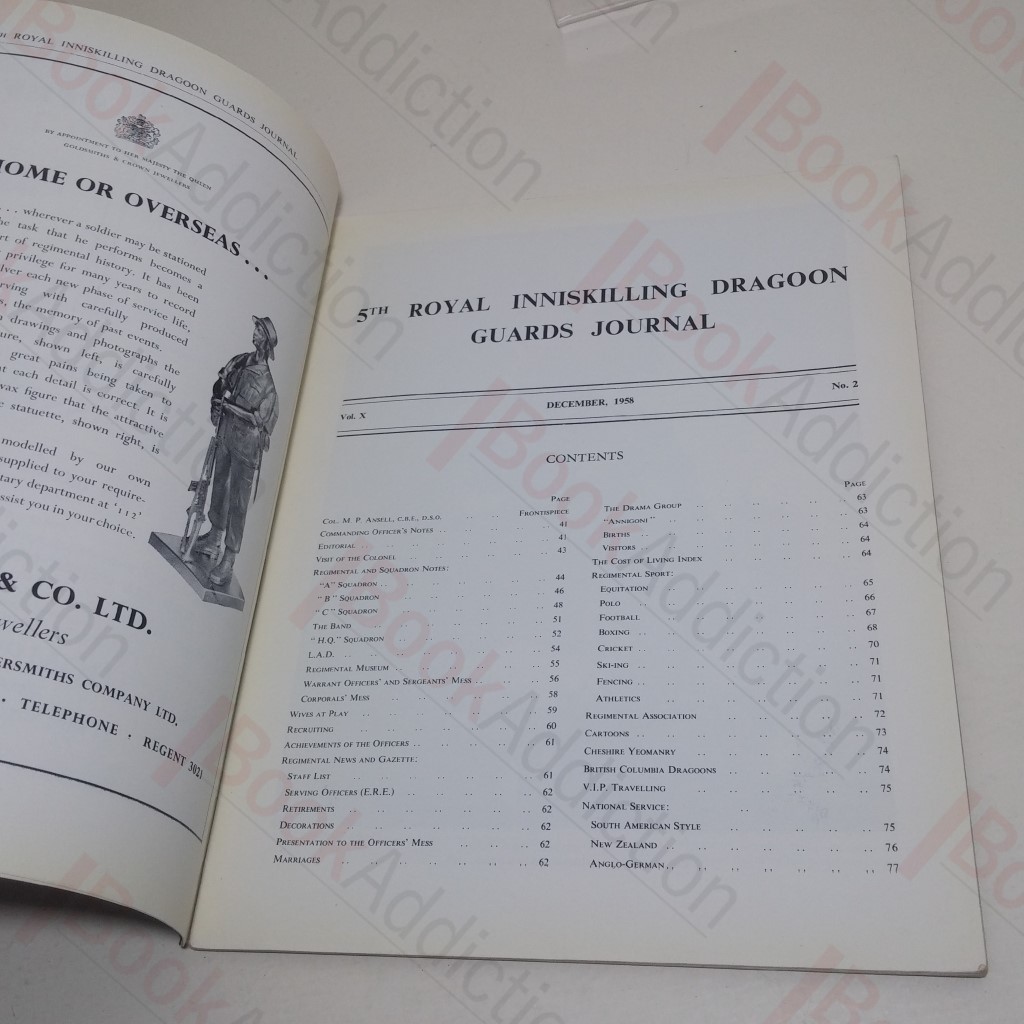 TH ROYAL INNISKILLING DRAGOON GUARDS JOURNAL
BY APPOINTMENT TO HER MAJESTY THE QUEEN
GOLDSMITHS & CROWN JEWELLERS
HOME OR OVERSEAS...
... wherever a soldier may be stationed
the task that he performs becomes a
rt of regimental history. It has been
privilege for many years to record
lver each new phase of service life,
rving with carefully produced
s, the memory of past events.
drawings and photographs the
ure, shown left, is carefully
great pains being taken to
t each detail is correct. It is
wax figure that the attractive
e statuette, shown right, is
modelled by our own
supplied to your require-
tary department at '112'
ssist you in your choice.
& CO. LTD.
wellers
ERSMITHS COMPANY LTD.
· TELEPHONE · REGENT 3021
5TH ROYAL INNISKILLING DRAGOON
GUARDS JOURNAL
Vol. X DECEMBER, 1958 No. 2
CONTENTS
PAGE
COL. M. P. ANSELL, C.B.E., D.S.O. .. .. FRONTISPIECE
COMMANDING OFFICER'S NOTES .. 41
EDITORIAL .. 41
VISIT OF THE COLONEL .. 43
REGIMENTAL AND SQUADRON NOTES:
"A" SQUADRON .. 44
"B" SQUADRON .. 46
"C" SQUADRON .. 48
THE BAND .. 51
"H.Q." SQUADRON .. 52
L.A.D. .. 54
REGIMENTAL MUSEUM .. 55
WARRANT OFFICERS' AND SERGEANTS' MESS .. 56
CORPORALS' MESS .. 58
WIVES AT PLAY .. 59
RECRUITING .. 60
ACHIEVEMENTS OF THE OFFICERS .. 61
REGIMENTAL NEWS AND GAZETTE:
STAFF LIST .. 61
SERVING OFFICERS (E.R.E.) .. 62
RETIREMENTS .. 62
DECORATIONS .. 62
PRESENTATION TO THE OFFICERS' MESS .. 62
MARRIAGES .. 62
PAGE
THE DRAMA GROUP .. 63
"ANNIGONI" .. 63
BIRTHS .. 64
VISITORS .. 64
THE COST OF LIVING INDEX .. 64
REGIMENTAL SPORT:
EQUITATION .. 65
POLO .. 66
FOOTBALL .. 67
BOXING .. 68
CRICKET .. 70
SKI-ING .. 71
FENCING .. 71
ATHLETICS .. 71
REGIMENTAL ASSOCIATION .. 72
CARTOONS .. 73
CHESHIRE YEOMANRY .. 74
BRITISH COLUMBIA DRAGOONS .. 74
V.I.P. TRAVELLING .. 75
NATIONAL SERVICE:
SOUTH AMERICAN STYLE .. 75
NEW ZEALAND .. 76
ANGLO-GERMAN .. 77
BookAddiction